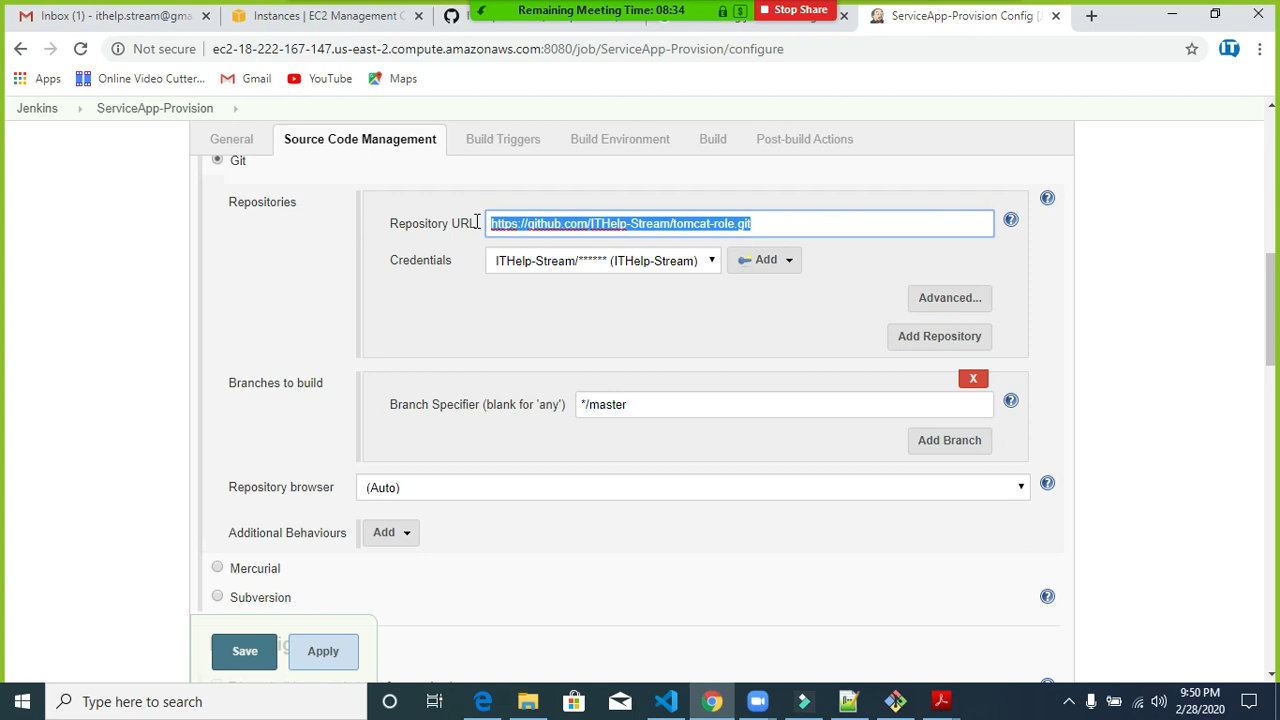 Inbox (1) - ithelp.stream@gma
Instances | EC2 Management C
ServiceApp-Provision Config [
Remaining Meeting Time: 08:34
Stop Share
Not secure
ec2-18-222-167-147.us-east-2.compute.amazonaws.com:8080/job/ServiceApp-Provision/configure
Apps
Online Video Cutter...
Gmail
YouTube
Maps
Jenkins
ServiceApp-Provision
General
Source Code Management
Build Triggers
Build Environment
Build
Post-build Actions
Git
Repositories
Repository URL
https://github.com/ITHelp-Stream/tomcat-role.git
Credentials
ITHelp-Stream/****** (ITHelp-Stream)
Add
Advanced...
Add Repository
Branches to build
X
Branch Specifier (blank for 'any')
*/master
Add Branch
Repository browser
(Auto)
Additional Behaviours
Add
Mercurial
Subversion
Save
Apply
Type here to search
9:50 PM
2/28/2020